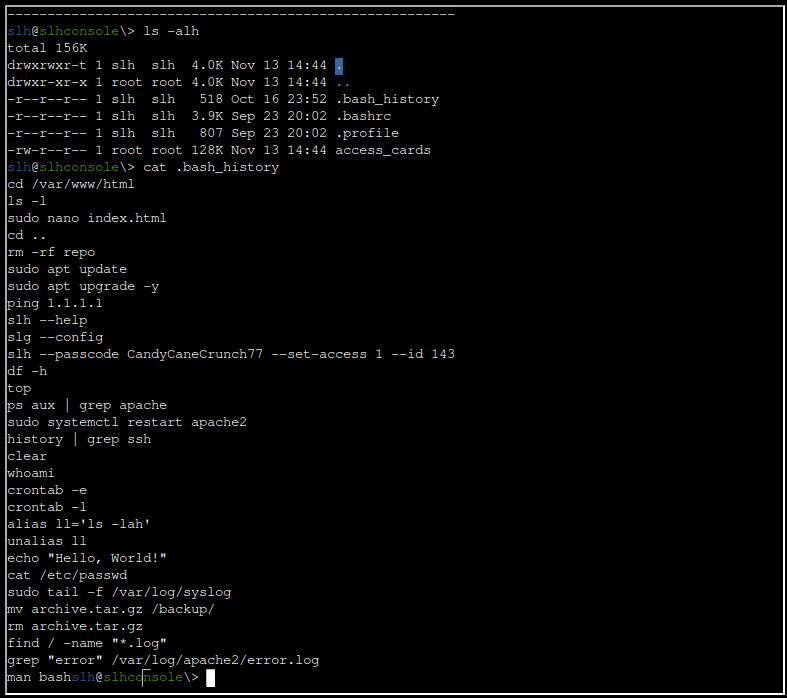 --------------------------------------------------------
slh@slhconsole\> ls -alh
total 156K
drwxrwxr-t 1 slh  slh  4.0K Nov 13 14:44 .
drwxr-xr-x 1 root root 4.0K Nov 13 14:44 ..
-r--r--r-- 1 slh  slh   518 Oct 16 23:52 .bash_history
-r--r--r-- 1 slh  slh  3.9K Sep 23 20:02 .bashrc
-r--r--r-- 1 slh  slh   807 Sep 23 20:02 .profile
-rw-r--r-- 1 root root 128K Nov 13 14:44 access_cards
slh@slhconsole\> cat .bash_history
cd /var/www/html
ls -l
sudo nano index.html
cd ..
rm -rf repo
sudo apt update
sudo apt upgrade -y
ping 1.1.1.1
slh --help
slg --config
slh --passcode CandyCaneCrunch77 --set-access 1 --id 143
df -h
top
ps aux | grep apache
sudo systemctl restart apache2
history | grep ssh
clear
whoami
crontab -e
crontab -l
alias ll='ls -lah'
unalias ll
echo "Hello, World!"
cat /etc/passwd
sudo tail -f /var/log/syslog
mv archive.tar.gz /backup/
rm archive.tar.gz
find / -name "*.log"
grep "error" /var/log/apache2/error.log
man bashslh@slhconsole\>